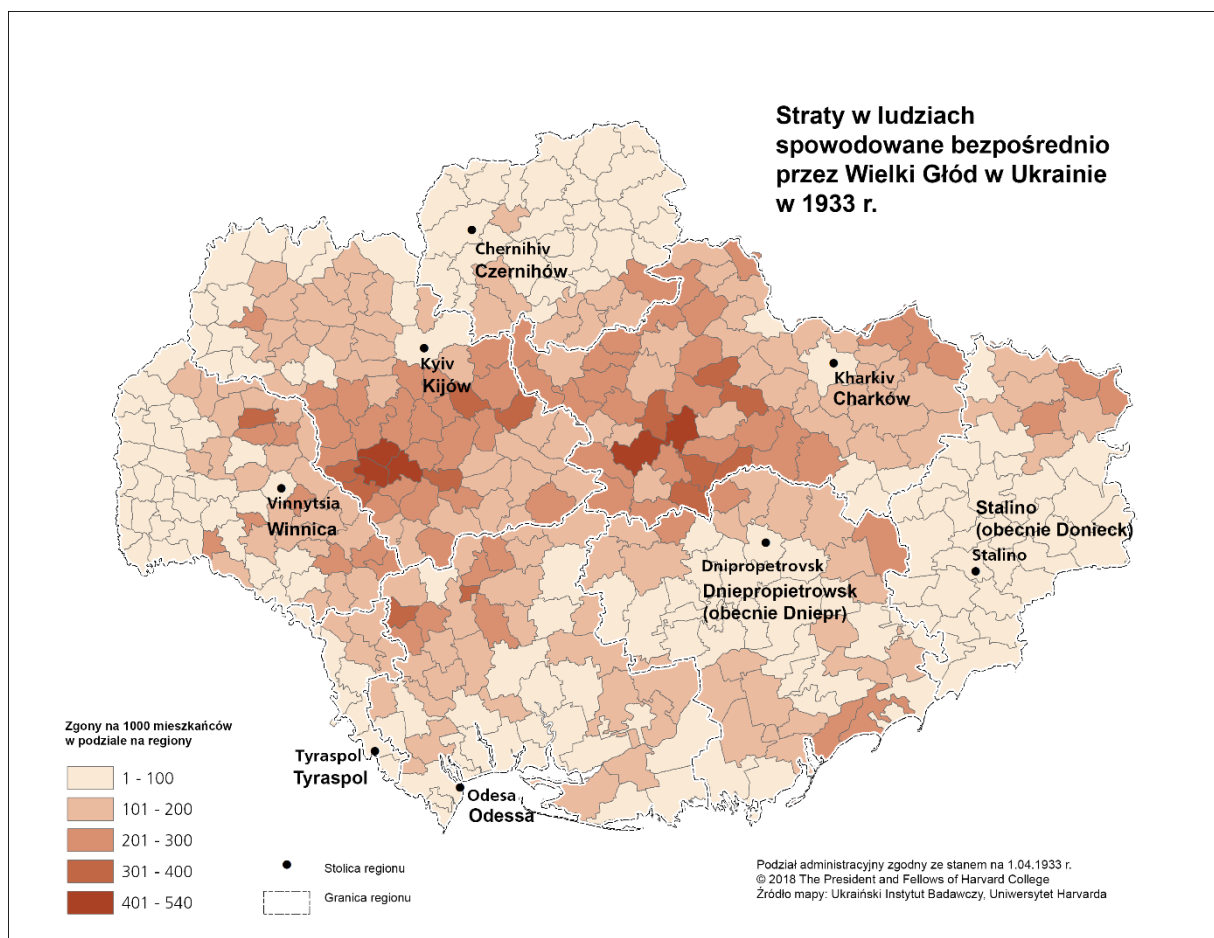 Straty w ludziach
spowodowane bezpośrednio
przez Wielki Głód w Ukrainie
w 1933 r.
Chernihiv
Czernihów
Kyiv
Kijów
Kharkiv
Charków
Vinnytsia
Winnica
Stalino
(obecnie Donieck)
Stalino
Dnipropetrovsk
Dniepropietrowsk
(obecnie Dniepr)
Tyraspol
Tyraspol
Odesa
Odessa
Zgony na 1000 mieszkańców
w podziale na regiony
1 - 100
101 - 200
201 - 300
301 - 400
401 - 540
Stolica regionu
Granica regionu
Podział administracyjny zgodny ze stanem na 1.04.1933 r.
© 2018 The President and Fellows of Harvard College
Źródło mapy: Ukraiński Instytut Badawczy, Uniwersytet Harvarda